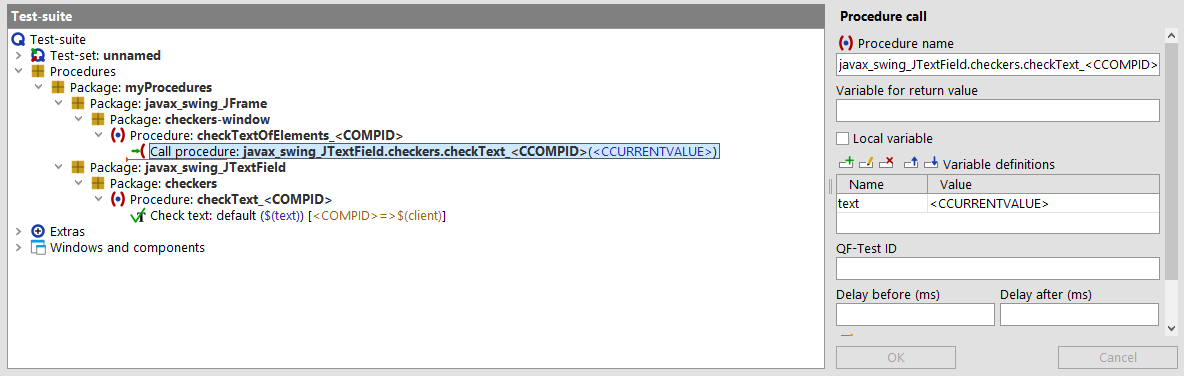 Test-suite
Test-suite
Test-set: unnamed
Procedures
Package: myProcedures
Package: javax_swing_JFrame
Package: checkers-window
Procedure: checkTextOfElements_<COMPID>
Call procedure: javax_swing_JTextField.checkers.checkText_<CCOMPID>(<CCURRENTVALUE>)
Package: javax_swing_JTextField
Package: checkers
Procedure: checkText_<COMPID>
Check text: default ($(text)) [<COMPID>=>$(client)]
Extras
Windows and components
Procedure call
Procedure name
javax_swing_JTextField.checkers.checkText_<CCOMPID>
Variable for return value
Local variable
Variable definitions
Name Value
text <CCURRENTVALUE>
QF-Test ID
Delay before (ms) Delay after (ms)
OK Cancel